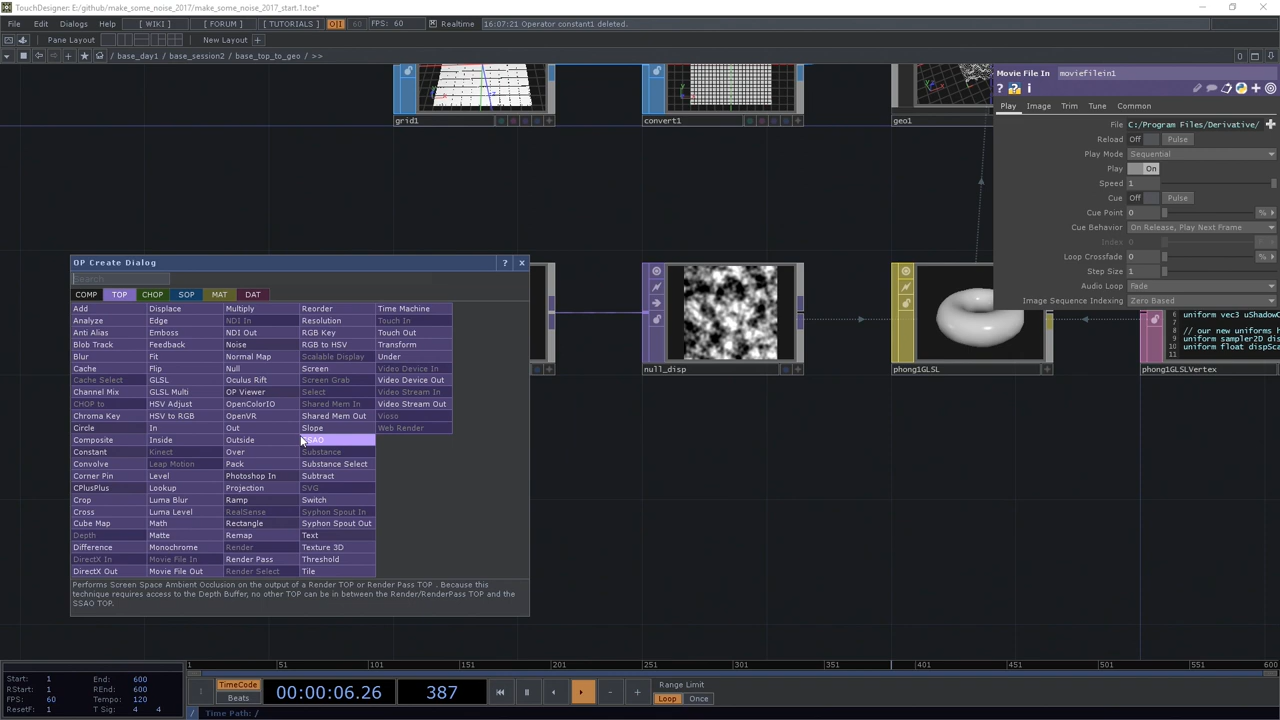 TouchDesigner: E:/github/make_some_noise_2017/make_some_noise_2017_start.1.toe*
File Edit Dialogs Help [ WIKI ] [ FORUM ] [ TUTORIALS ] O|I FPS: 60 Realtime 16:07:21 Operator constant1 deleted.
Pane Layout New Layout +
/ base_day1 / base_session2 / base_top_to_geo / >>
Movie File In moviefilein1
Play Image Trim Tune Common
File C:/Program Files/Derivative/
Reload Off Pulse
Play Mode Sequential
Play On
Speed 1
Cue Off Pulse
Cue Point 0 %
Cue Behavior On Release, Play Next Frame
Index 0
Loop Crossfade 0 %
Step Size 1
Audio Loop Fade
Image Sequence Indexing Zero Based
grid1 convert1 geo1
OP Create Dialog ? ×
Search
COMP TOP CHOP SOP MAT DAT
Add Displace Multiply Reorder Time Machine
Analyze Edge NDI In Resolution Touch In
Anti Alias Emboss NDI Out RGB Key Touch Out
Blob Track Feedback Noise RGB to HSV Transform
Blur Fit Normal Map Scalable Display Under
Cache Flip Null Screen Video Device In
Cache Select GLSL Oculus Rift Screen Grab Video Device Out
Channel Mix GLSL Multi OP Viewer Select Video Stream In
CHOP to HSV Adjust OpenColorIO Shared Mem In Video Stream Out
Chroma Key HSV to RGB OpenVR Shared Mem Out Vioso
Circle In Out Slope Web Render
Composite Inside Outside SSAO
Constant Kinect Over Substance
Convolve Leap Motion Pack Substance Select
Corner Pin Level Photoshop In Subtract
CPlusPlus Lookup Projection SVG
Crop Luma Blur Ramp Switch
Cross Luma Level RealSense Syphon Spout In
Cube Map Math Rectangle Syphon Spout Out
Depth Matte Remap Text
Difference Monochrome Render Texture 3D
DirectX In Movie File In Render Pass Threshold
DirectX Out Movie File Out Render Select Tile
Performs Screen Space Ambient Occlusion on the output of a Render TOP or Render Pass TOP . Because this
technique requires access to the Depth Buffer, no other TOP can be in between the Render/RenderPass TOP and the
SSAO TOP.
null_disp phong1 phong1GLSLVertex
uniform vec3 uShadowC
6
7
8 // our new uniforms h
9 uniform sampler2D disp
10 uniform float dispSca
11
1 51 101 151 201 251 301 351 401 451 501 551 600
Start: 1 End: 600
RStart: 1 REnd: 600
FPS: 60 Tempo: 120
ResetF: 1 T Sig: 4 4
TimeCode
Beats
00:00:06.26 387
Range Limit
Loop Once
/ Time Path: /